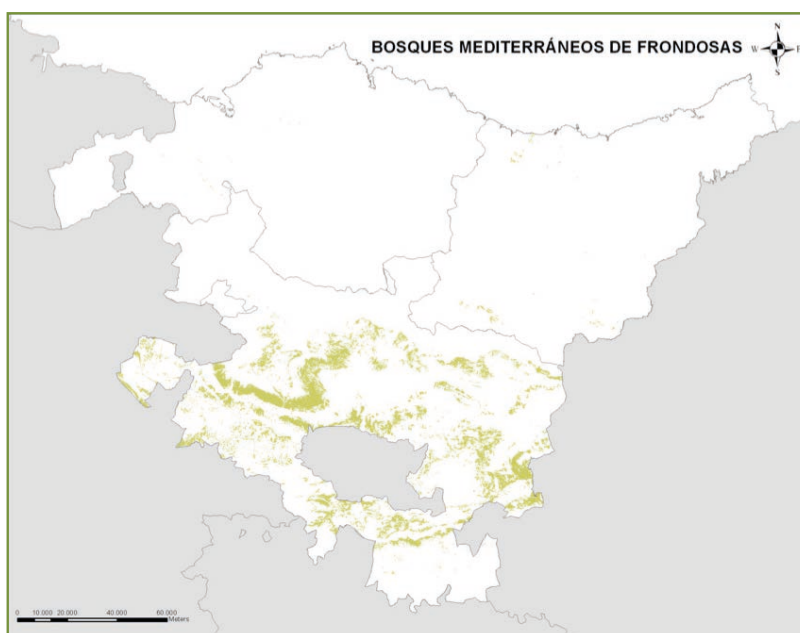 BOSQUES MEDITERRÁNEOS DE FRONDOSAS
N
W E
S
0 10.000 20.000 40.000 60.000
Meters